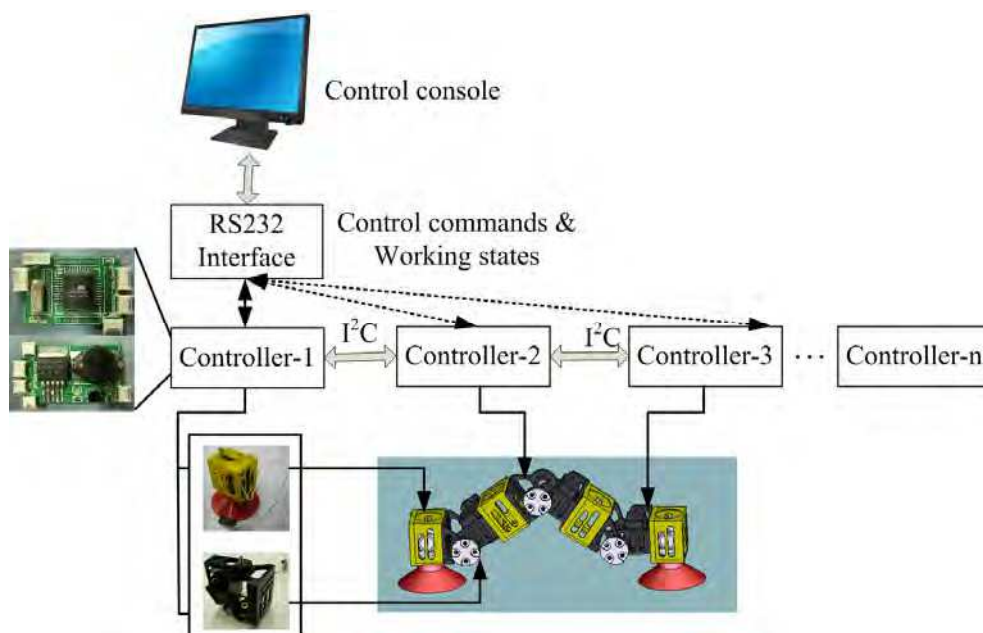 Control console
RS232
Interface
Control commands &
Working states
I²C
I²C
Controller-1
Controller-2
Controller-3
...
Controller-n